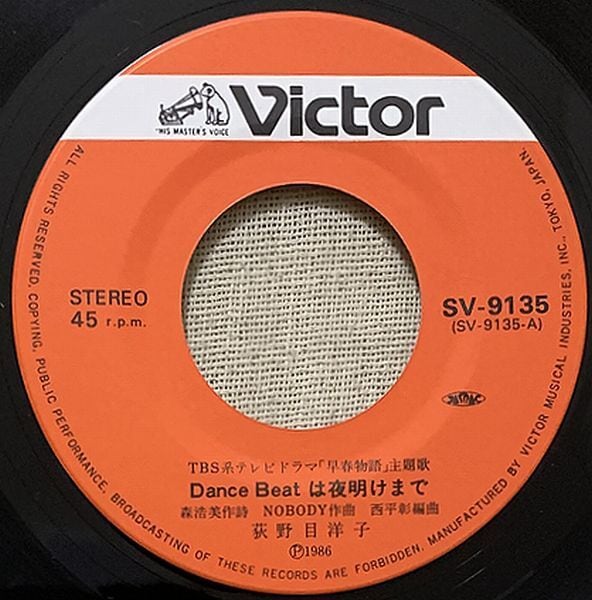 "HIS MASTER'S VOICE"
Victor
STEREO
45 r.p.m.
SV-9135
(SV-9135-A)
JASRAC
TBS系テレビドラマ「早春物語」主題歌
Dance Beat は夜明けまで
森浩美作詩 NOBODY作曲 西平彰編曲
荻野目洋子
Ⓟ1986
ALL RIGHTS RESERVED. COPYING, PUBLIC PERFORMANCE, BROADCASTING OF THESE RECORDS ARE FORBIDDEN. MANUFACTURED BY VICTOR MUSICAL INDUSTRIES, INC., TOKYO, JAPAN.